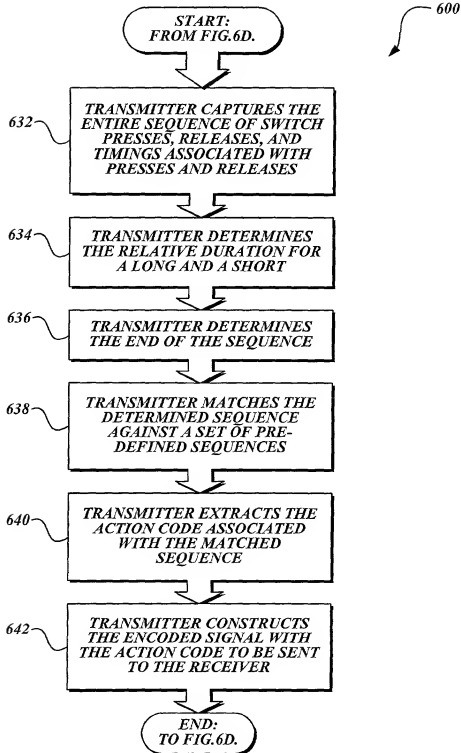 600
START:
FROM FIG.6D.
632
TRANSMITTER CAPTURES THE
ENTIRE SEQUENCE OF SWITCH
PRESSES, RELEASES, AND
TIMINGS ASSOCIATED WITH
PRESSES AND RELEASES
634
TRANSMITTER DETERMINES
THE RELATIVE DURATION FOR
A LONG AND A SHORT
636
TRANSMITTER DETERMINES
THE END OF THE SEQUENCE
638
TRANSMITTER MATCHES THE
DETERMINED SEQUENCE
AGAINST A SET OF PRE-
DEFINED SEQUENCES
640
TRANSMITTER EXTRACTS THE
ACTION CODE ASSOCIATED
WITH THE MATCHED
SEQUENCE
642
TRANSMITTER CONSTRUCTS
THE ENCODED SIGNAL WITH
THE ACTION CODE TO BE SENT
TO THE RECEIVER
END:
TO FIG.6D.